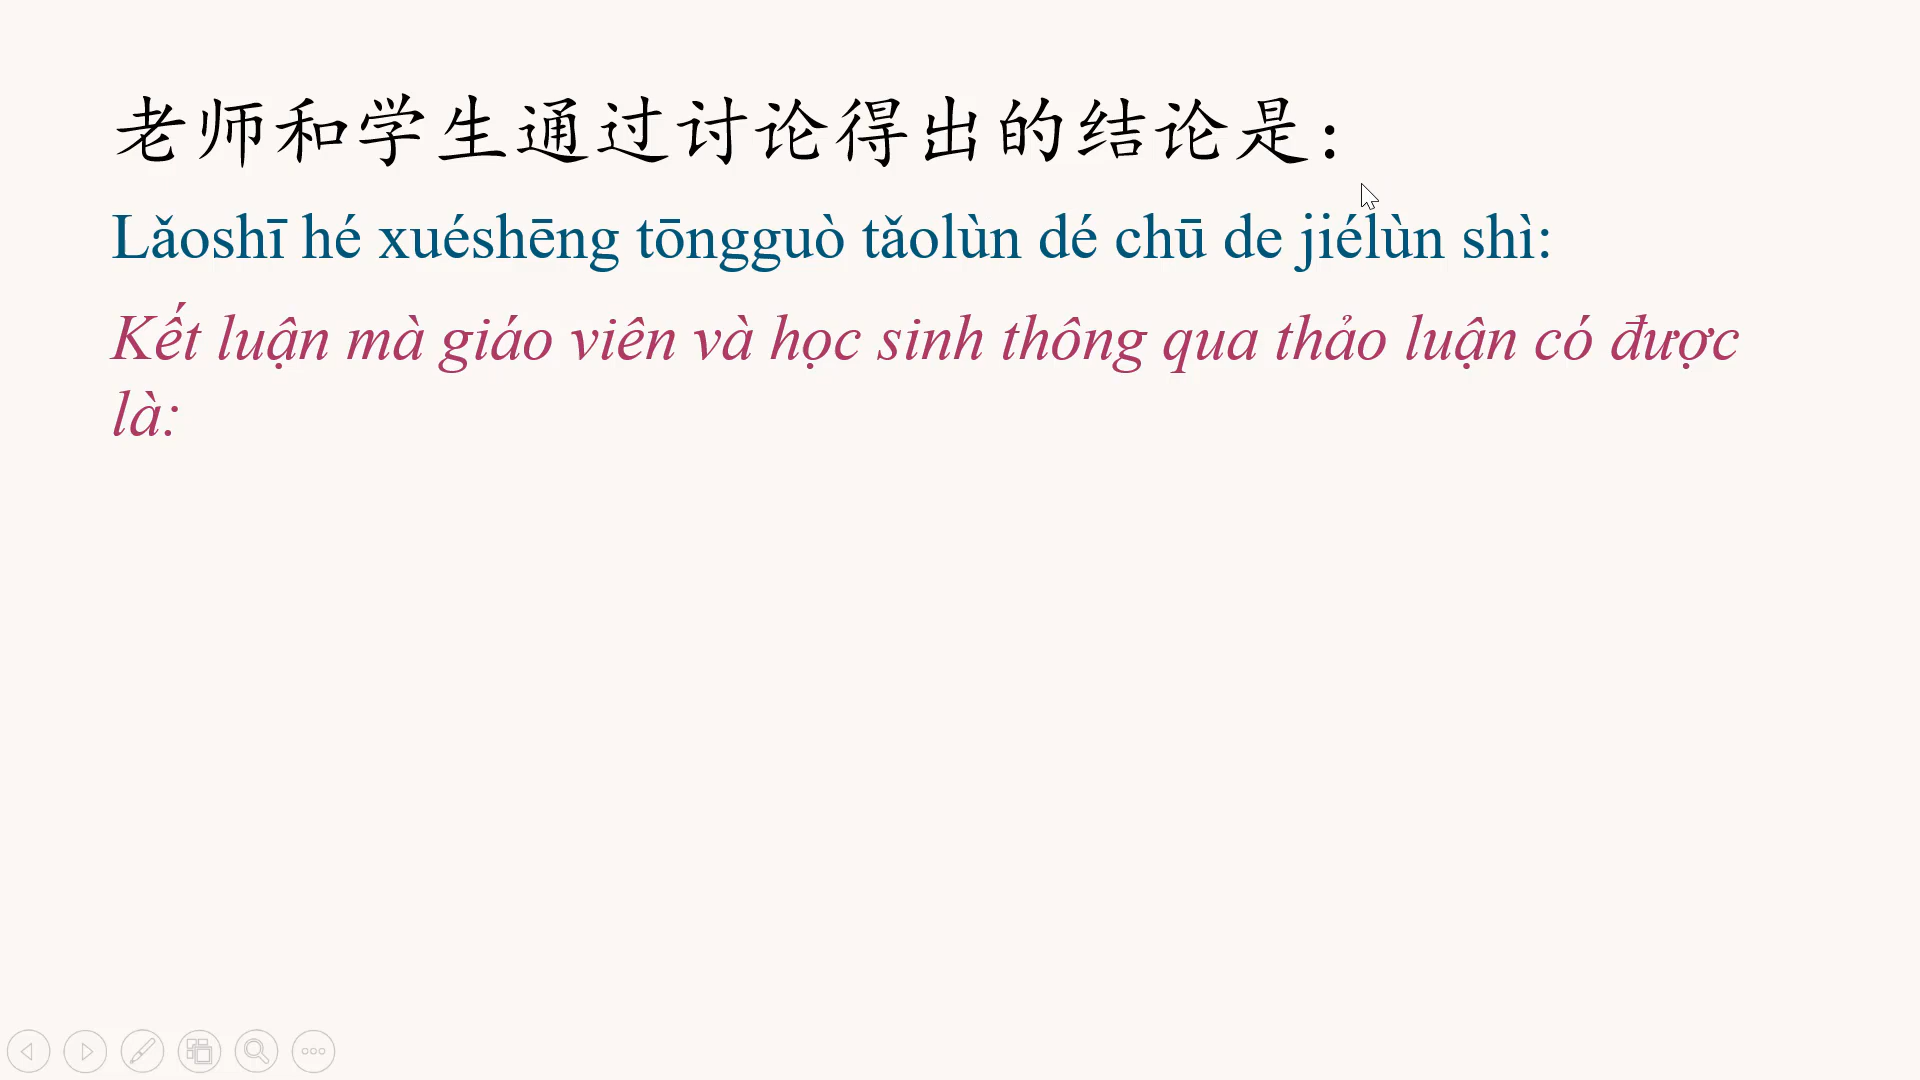 老师和学生通过讨论得出的结论是：
Lǎoshī hé xuéshēng tōngguò tǎolùn dé chū de jiélùn shì:
Kết luận mà giáo viên và học sinh thông qua thảo luận có được
là: